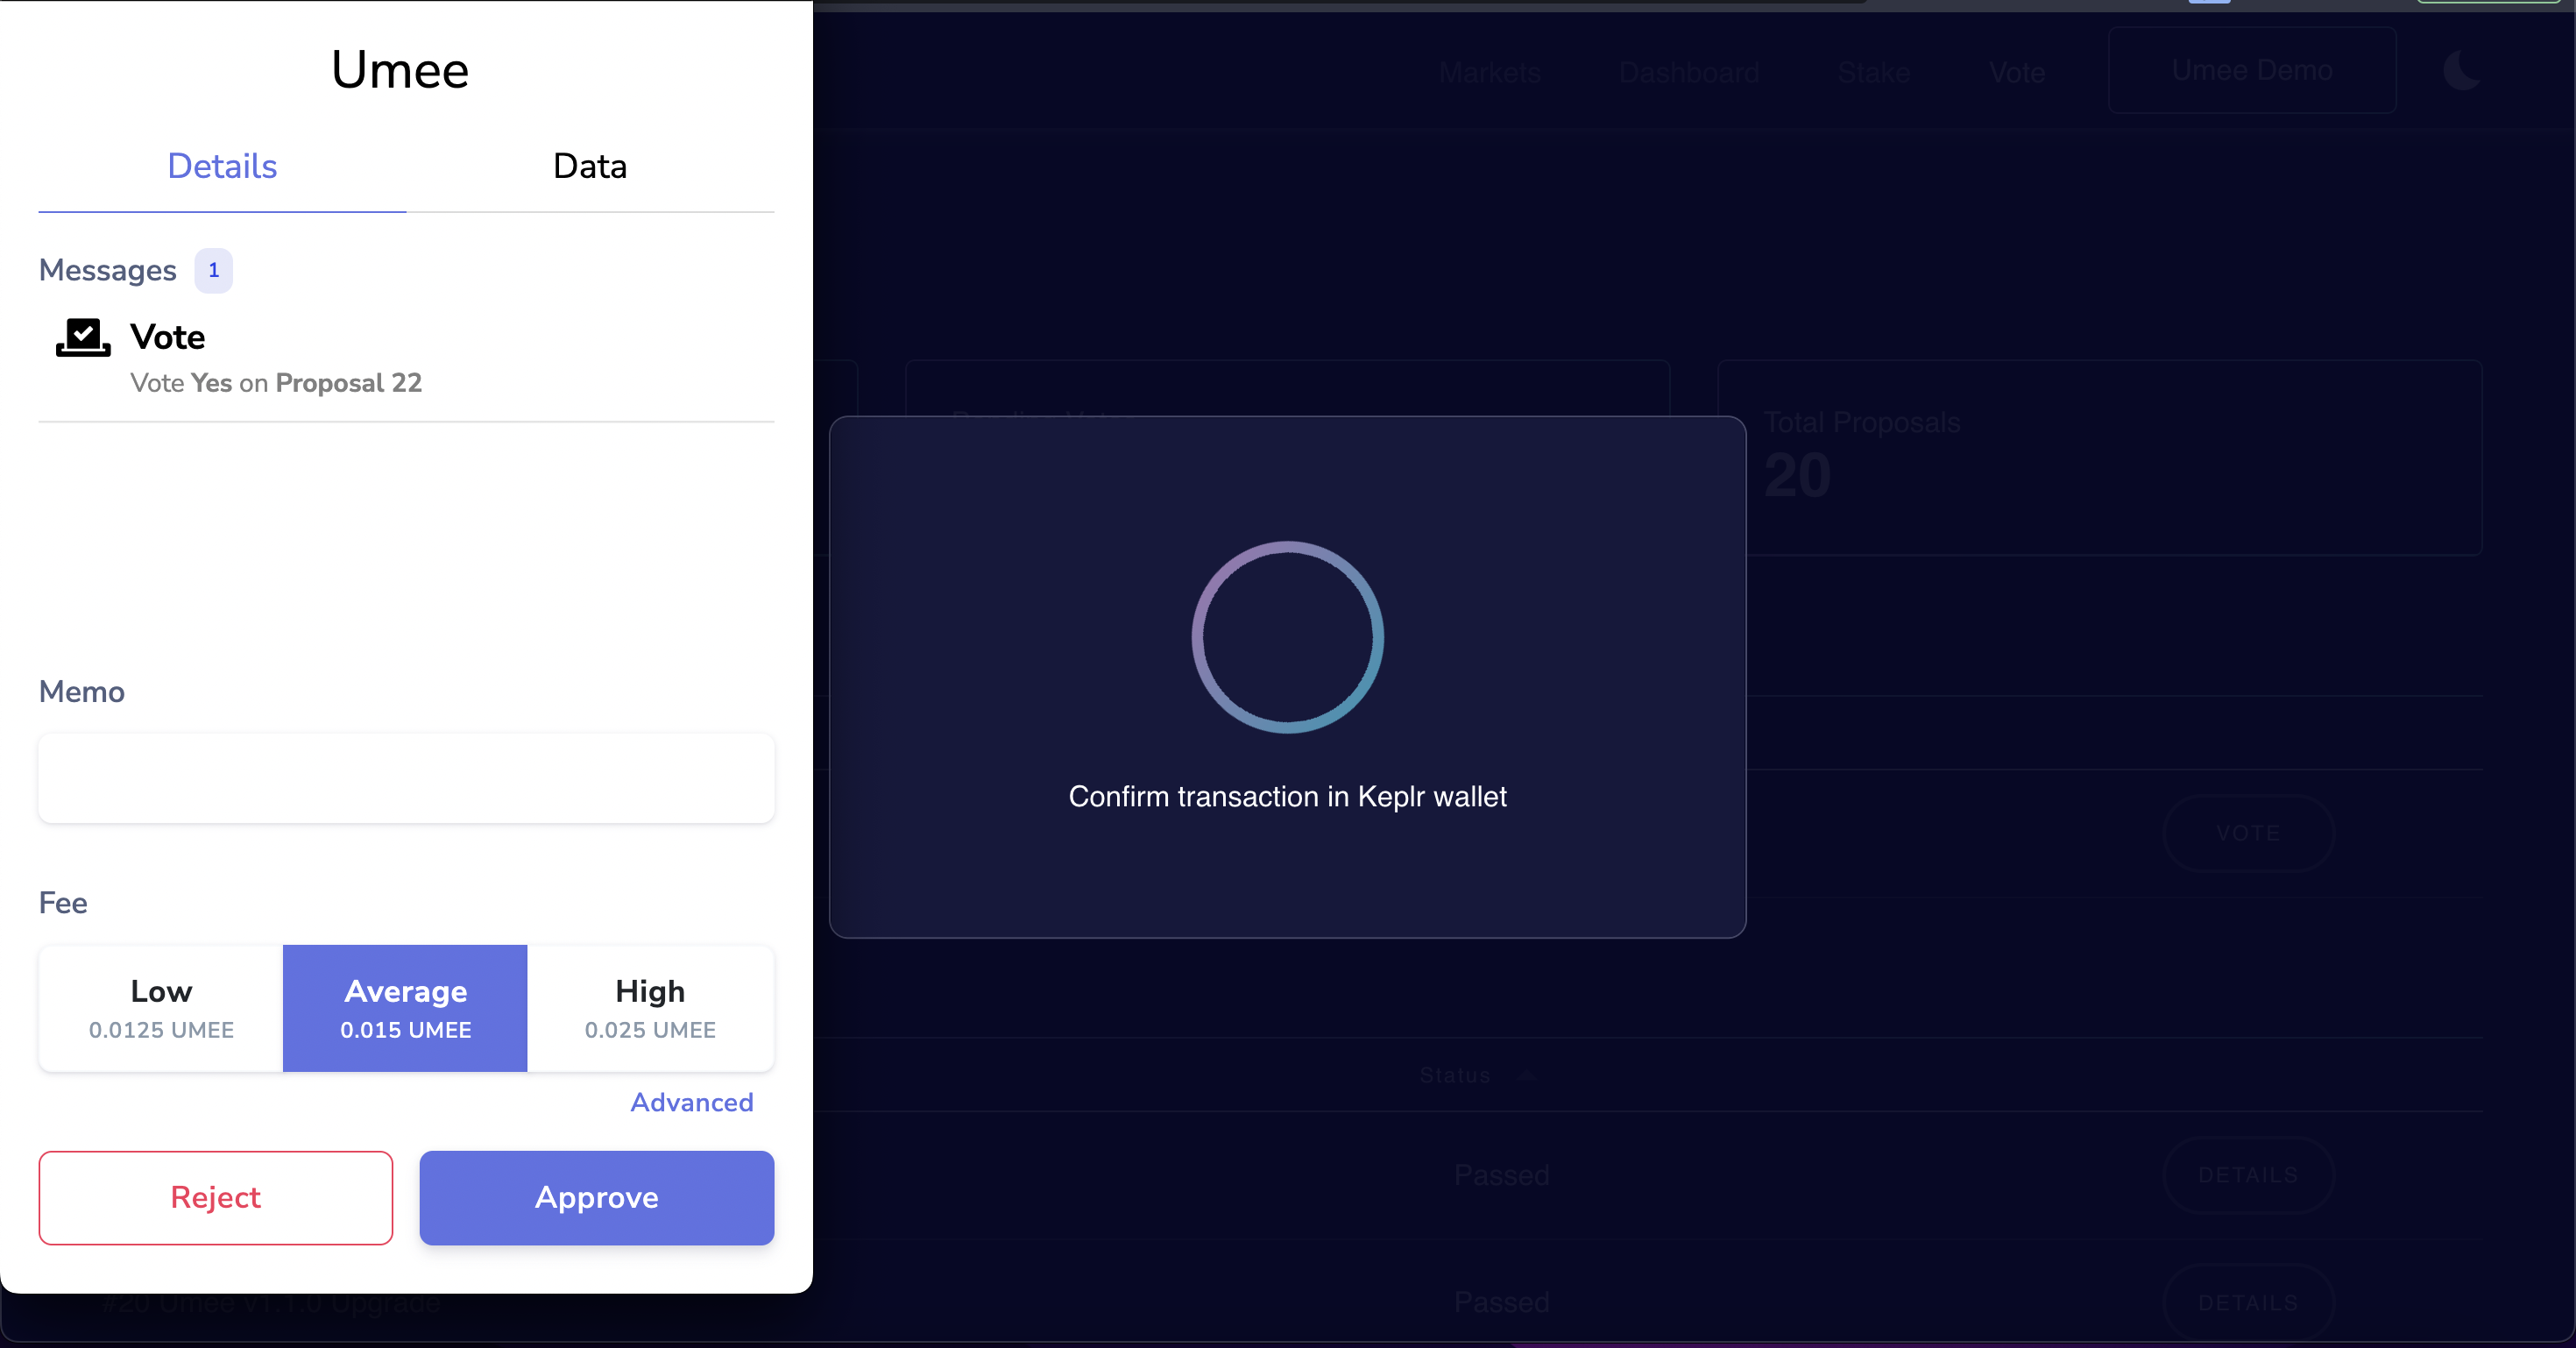 Umee
Details
Data
Messages 1
Vote
Vote Yes on Proposal 22
Memo
Fee
Low
0.0125 UMEE
Average
0.015 UMEE
High
0.025 UMEE
Advanced
Reject
Approve
Markets
Dashboard
Stake
Vote
Umee Demo
Total Proposals
20
Confirm transaction in Keplr wallet
VOTE
Status
Passed
DETAILS
#20 Umee v1.1.0 Upgrade
Passed
DETAILS